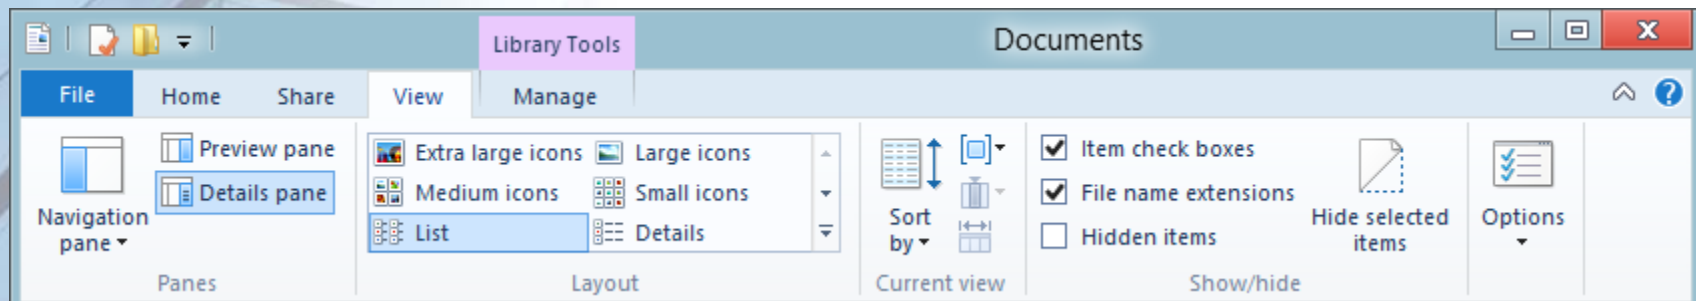 Library Tools
Documents
File
Home
Share
View
Manage
Navigation
pane
Preview pane
Details pane
Panes
Extra large icons
Large icons
Medium icons
Small icons
List
Details
Layout
Sort
by
Current view
Item check boxes
File name extensions
Hidden items
Hide selected
items
Show/hide
Options